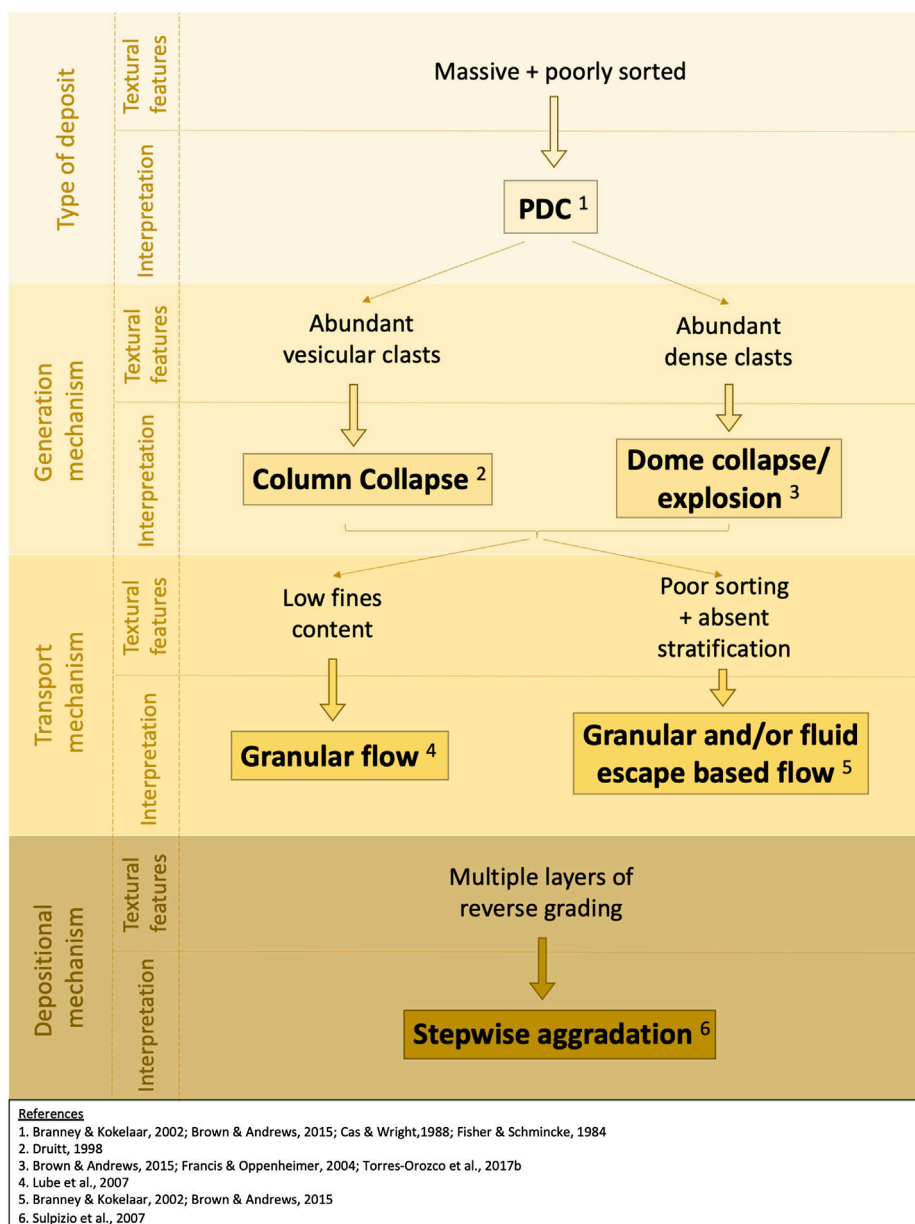 Type of deposit
Textural
features
Massive + poorly sorted
Interpretation
PDC 1
Generation
mechanism
Textural
features
Abundant
vesicular clasts
Abundant
dense clasts
Interpretation
Column Collapse 2
Dome collapse/
explosion 3
Transport
mechanism
Textural
features
Low fines
content
Poor sorting
+ absent
stratification
Interpretation
Granular flow 4
Granular and/or fluid
escape based flow 5
Depositional
mechanism
Textural
features
Multiple layers of
reverse grading
Interpretation
Stepwise aggradation 6
References
1. Branney & Kokelaar, 2002; Brown & Andrews, 2015; Cas & Wright,1988; Fisher & Schmincke, 1984
2. Druitt, 1998
3. Brown & Andrews, 2015; Francis & Oppenheimer, 2004; Torres-Orozco et al., 2017b
4. Lube et al., 2007
5. Branney & Kokelaar, 2002; Brown & Andrews, 2015
6. Sulpizio et al., 2007